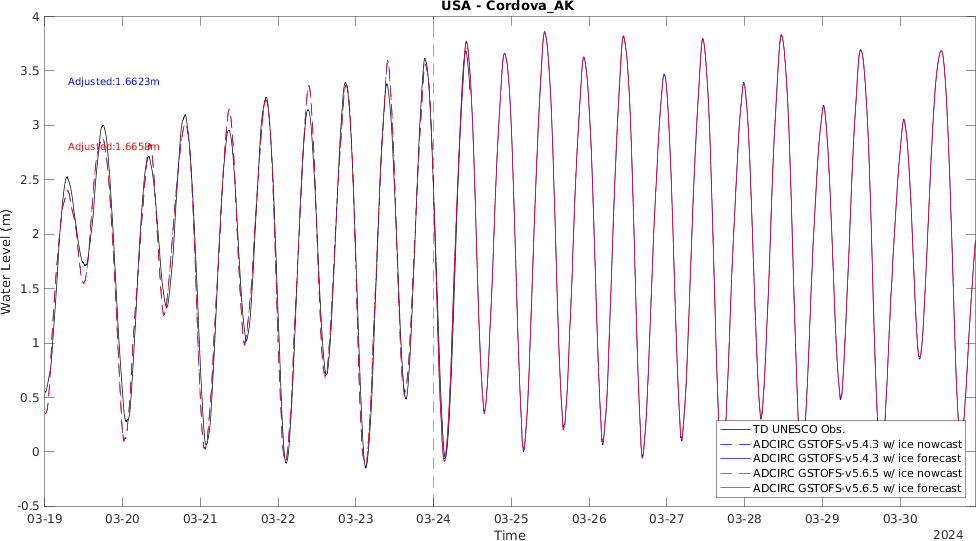 USA - Cordova_AK
4
3.5
3
2.5
2
1.5
1
0.5
0
-0.5
Water Level (m)
Adjusted:1.6623m
Adjusted:1.6658m
TD UNESCO Obs.
ADCIRC GSTOFS-v5.4.3 w/ ice nowcast
ADCIRC GSTOFS-v5.4.3 w/ ice forecast
ADCIRC GSTOFS-v5.6.5 w/ ice nowcast
ADCIRC GSTOFS-v5.6.5 w/ ice forecast
03-19 03-20 03-21 03-22 03-23 03-24 03-25 03-26 03-27 03-28 03-29 03-30
Time
2024